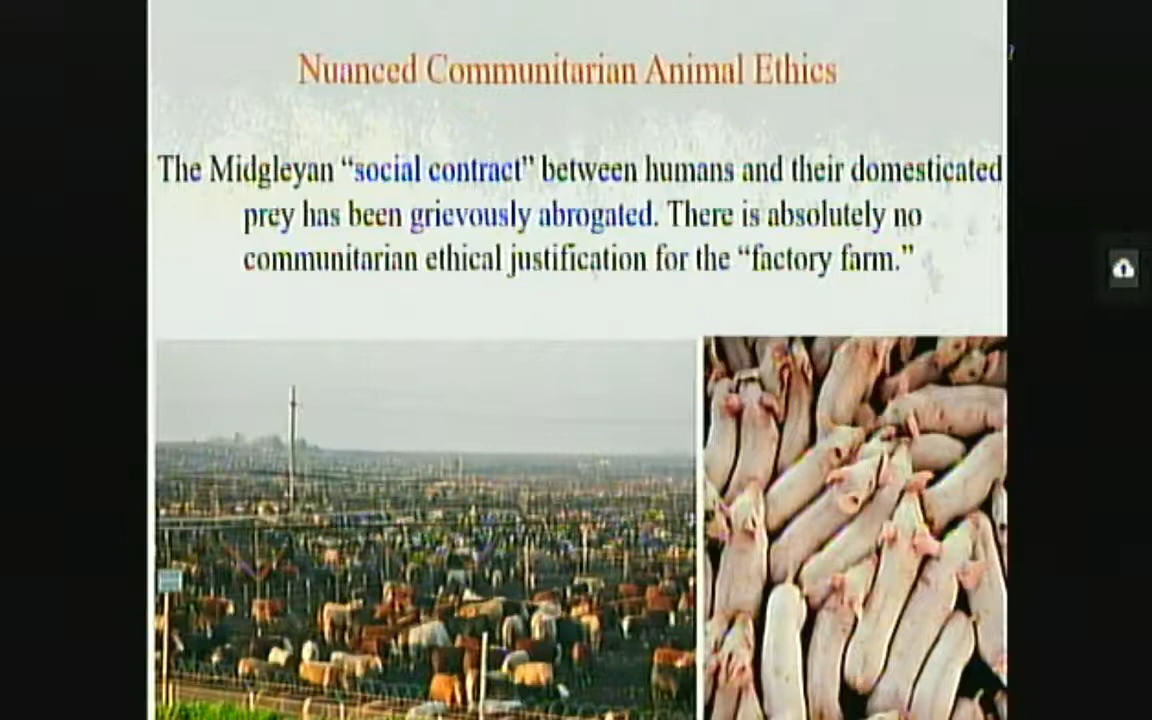 Nuanced Communitarian Animal Ethics
The Midgleyan “social contract” between humans and their domesticated
prey has been grievously abrogated. There is absolutely no
communitarian ethical justification for the “factory farm.”